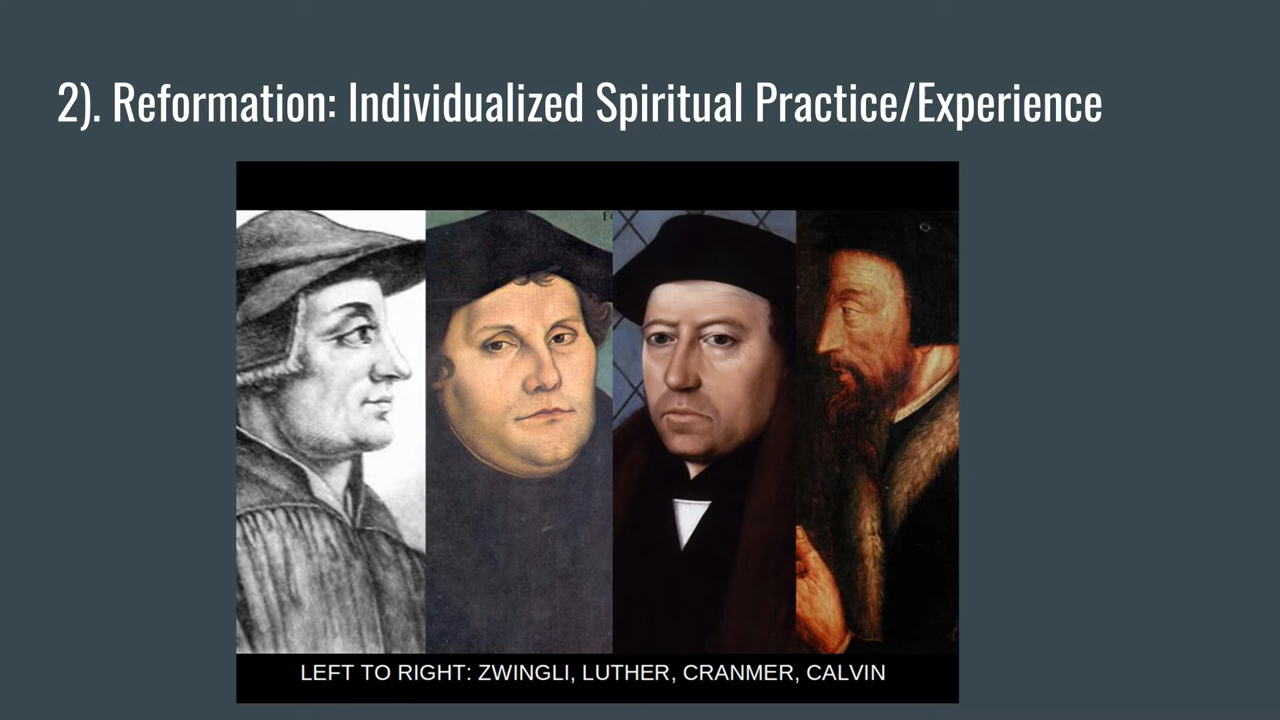 2). Reformation: Individualized Spiritual Practice/Experience
LEFT TO RIGHT: ZWINGLI, LUTHER, CRANMER, CALVIN